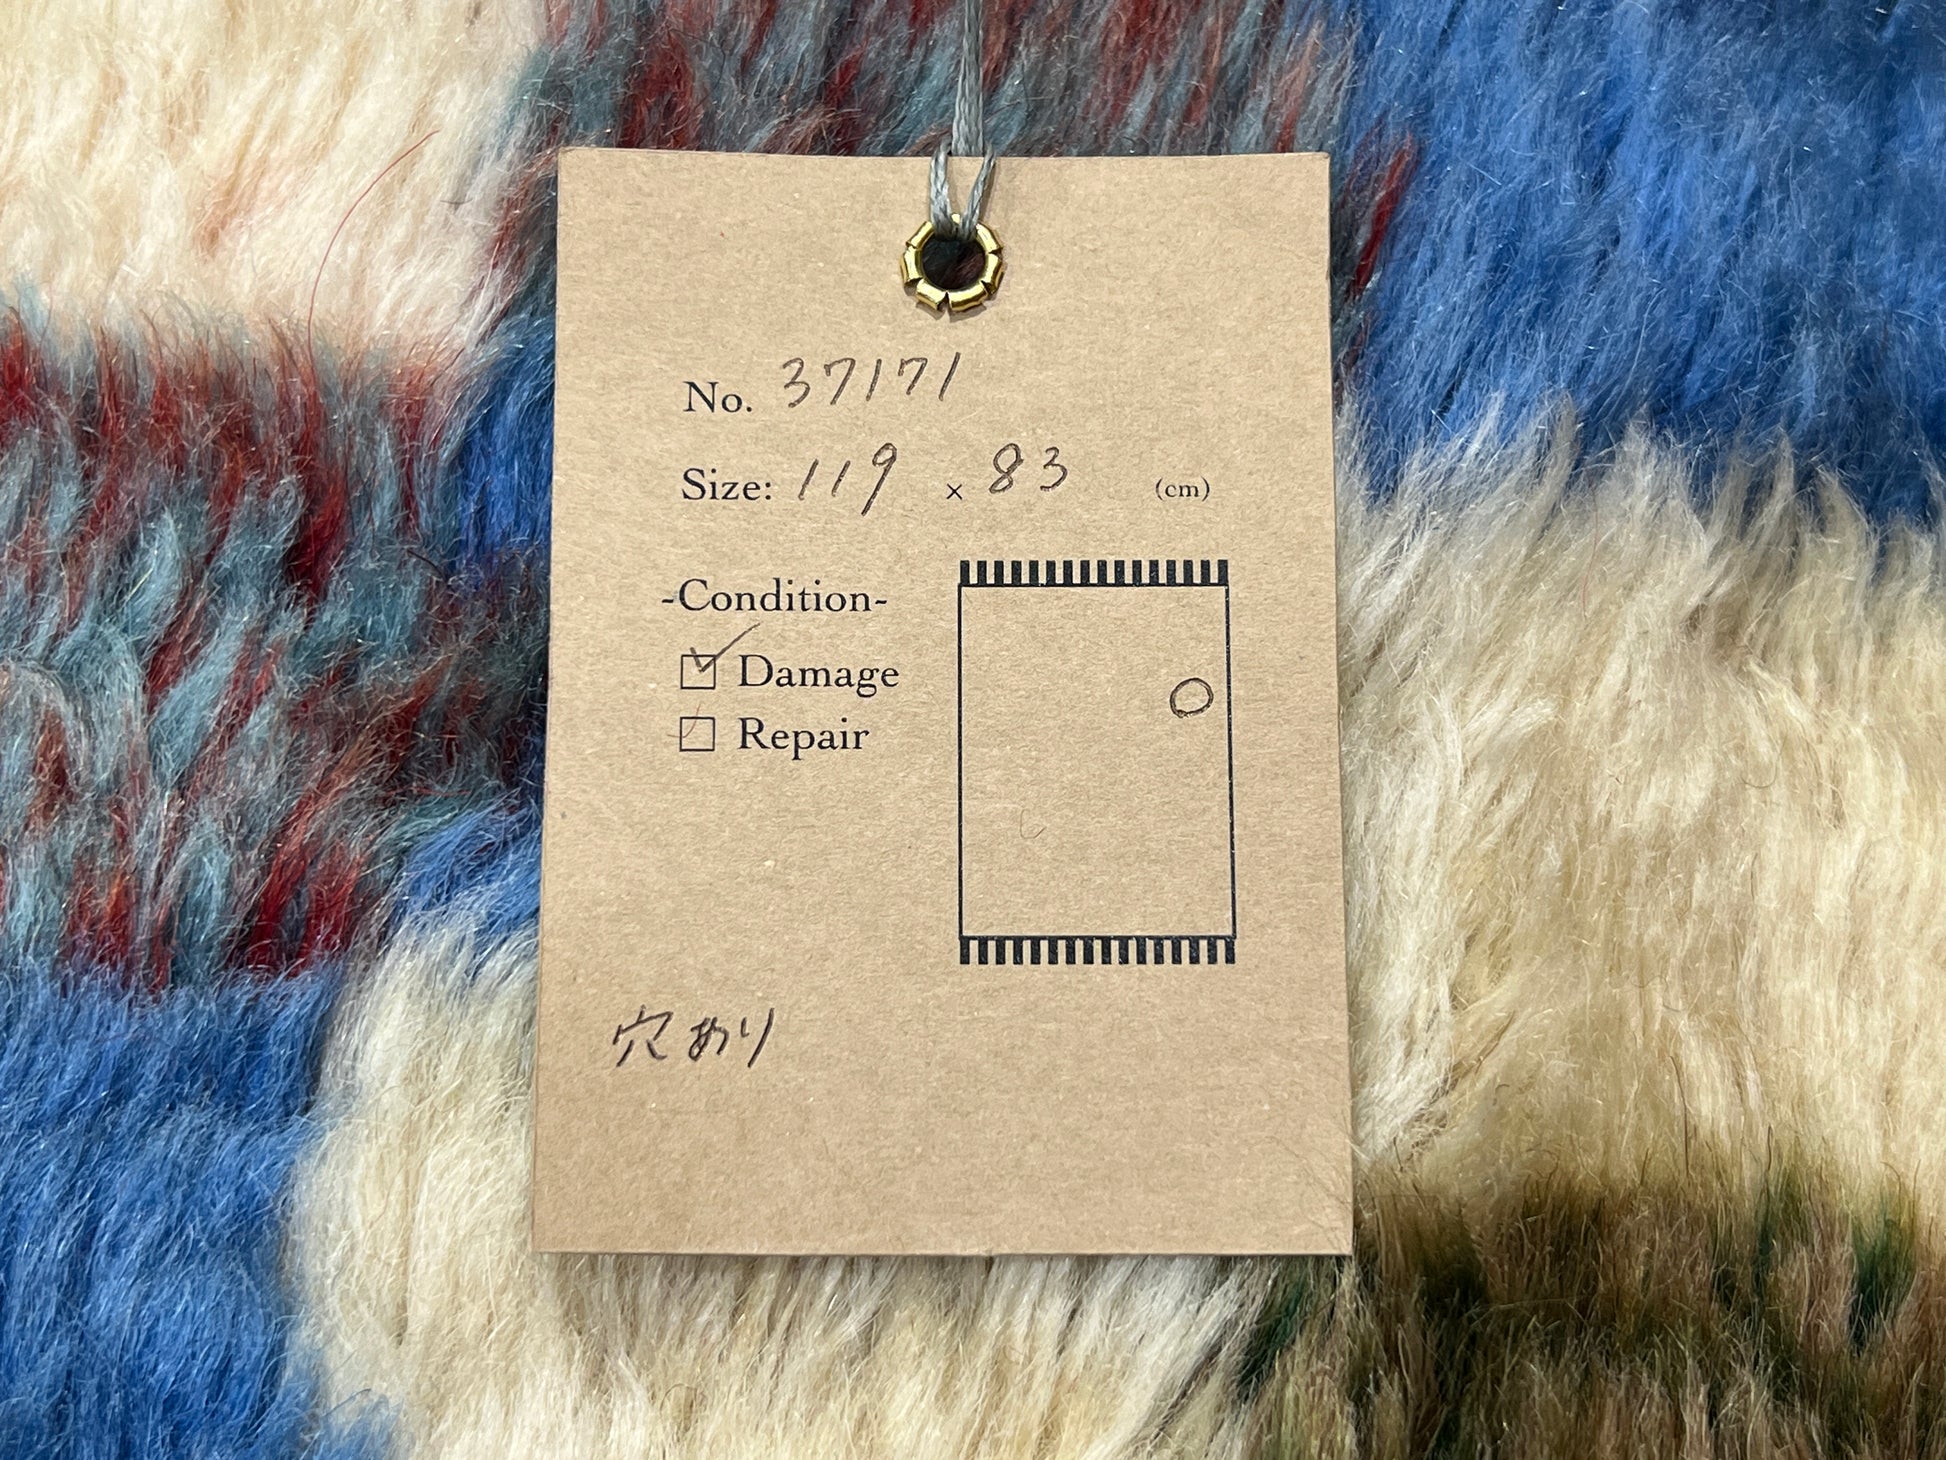 No. 37171
Size: 119 × 83 (cm)
-Condition-
☑ Damage
☐ Repair
穴あり